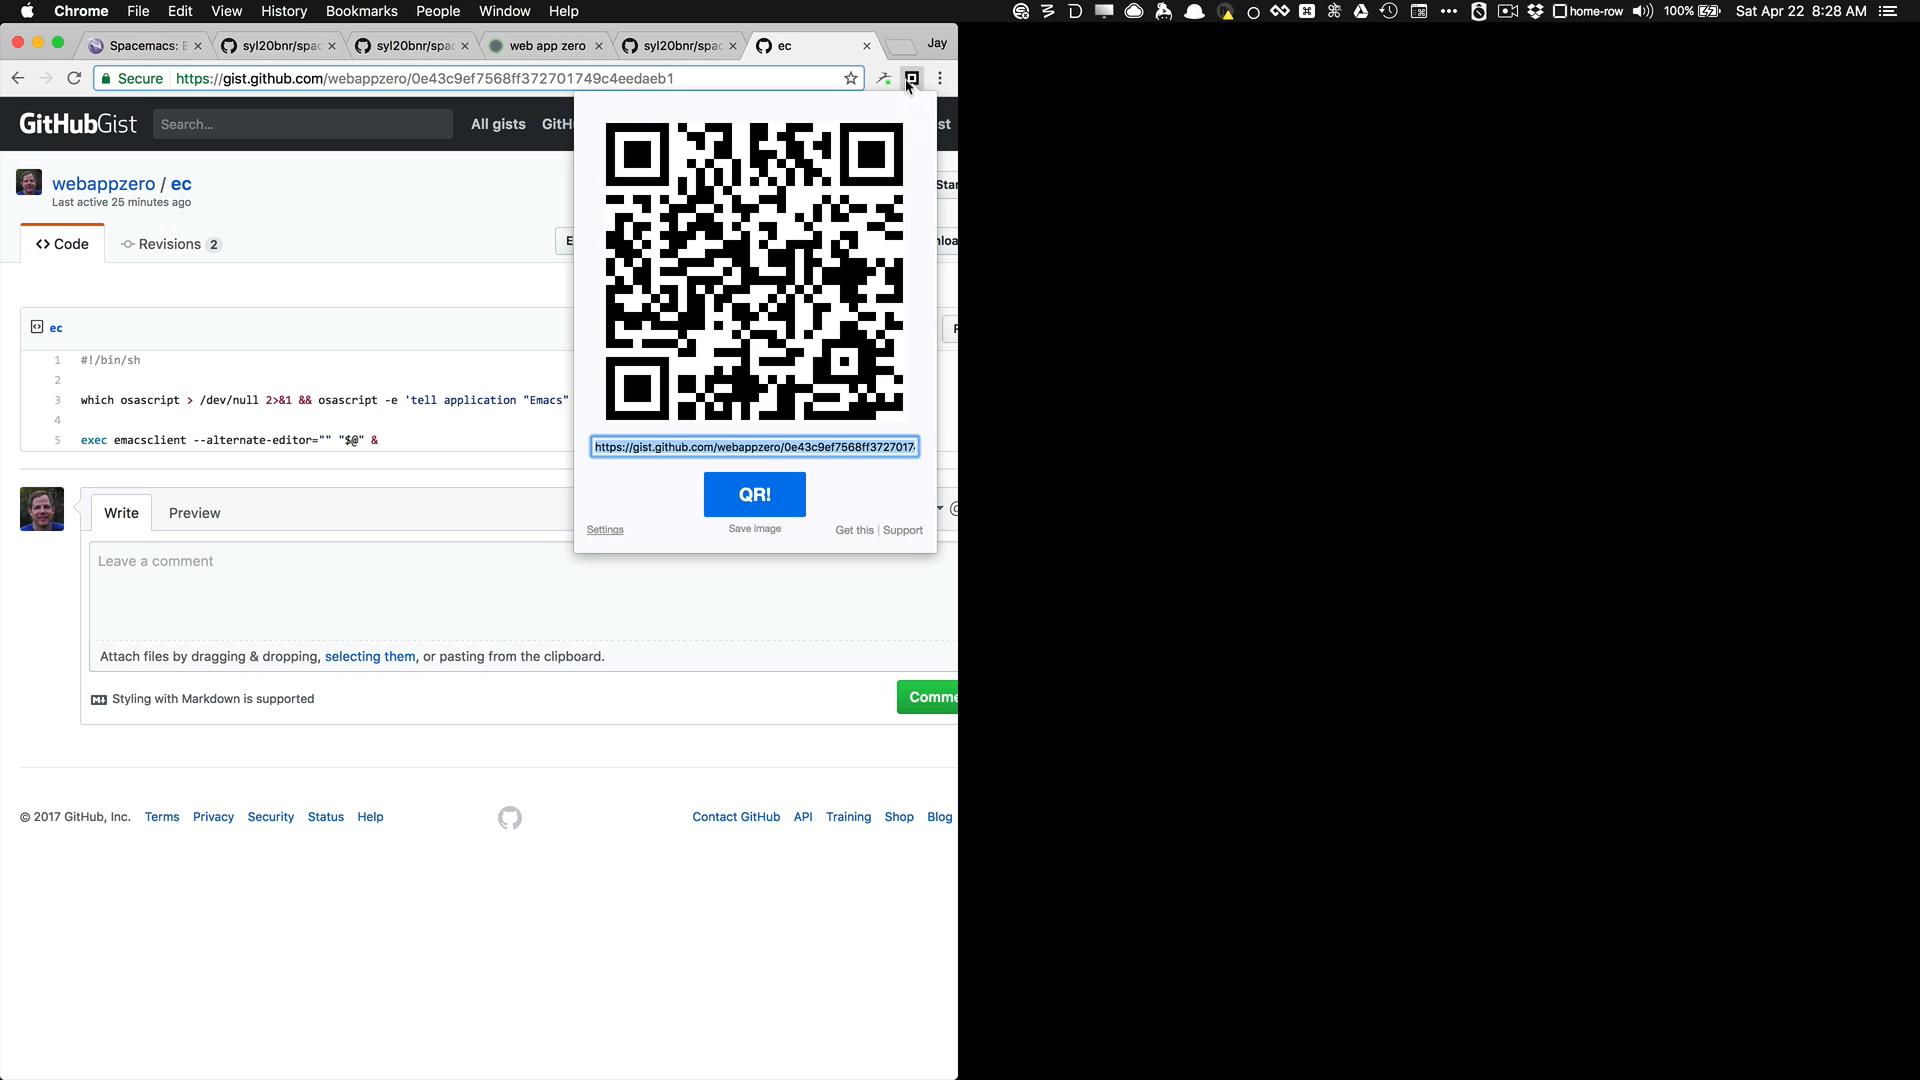 Chrome File Edit View History Bookmarks People Window Help home-row 100% Sat Apr 22 8:28 AM
Spacemacs: E syl20bnr/spac syl20bnr/spac web app zero syl20bnr/spac ec Jay
Secure https://gist.github.com/webappzero/0e43c9ef7568ff372701749c4eedaeb1
GitHub Gist Search... All gists GitH st
webappzero / ec Star
Last active 25 minutes ago
<> Code Revisions 2 E nloa
ec
1 #!/bin/sh
2
3 which osascript > /dev/null 2>&1 && osascript -e 'tell application "Emacs"
4
5 exec emacsclient --alternate-editor="" "$@" &
https://gist.github.com/webappzero/0e43c9ef7568ff3727017
QR!
Settings Save image Get this | Support
Write Preview
Leave a comment
Attach files by dragging & dropping, selecting them, or pasting from the clipboard.
Styling with Markdown is supported
Comme
© 2017 GitHub, Inc. Terms Privacy Security Status Help Contact GitHub API Training Shop Blog